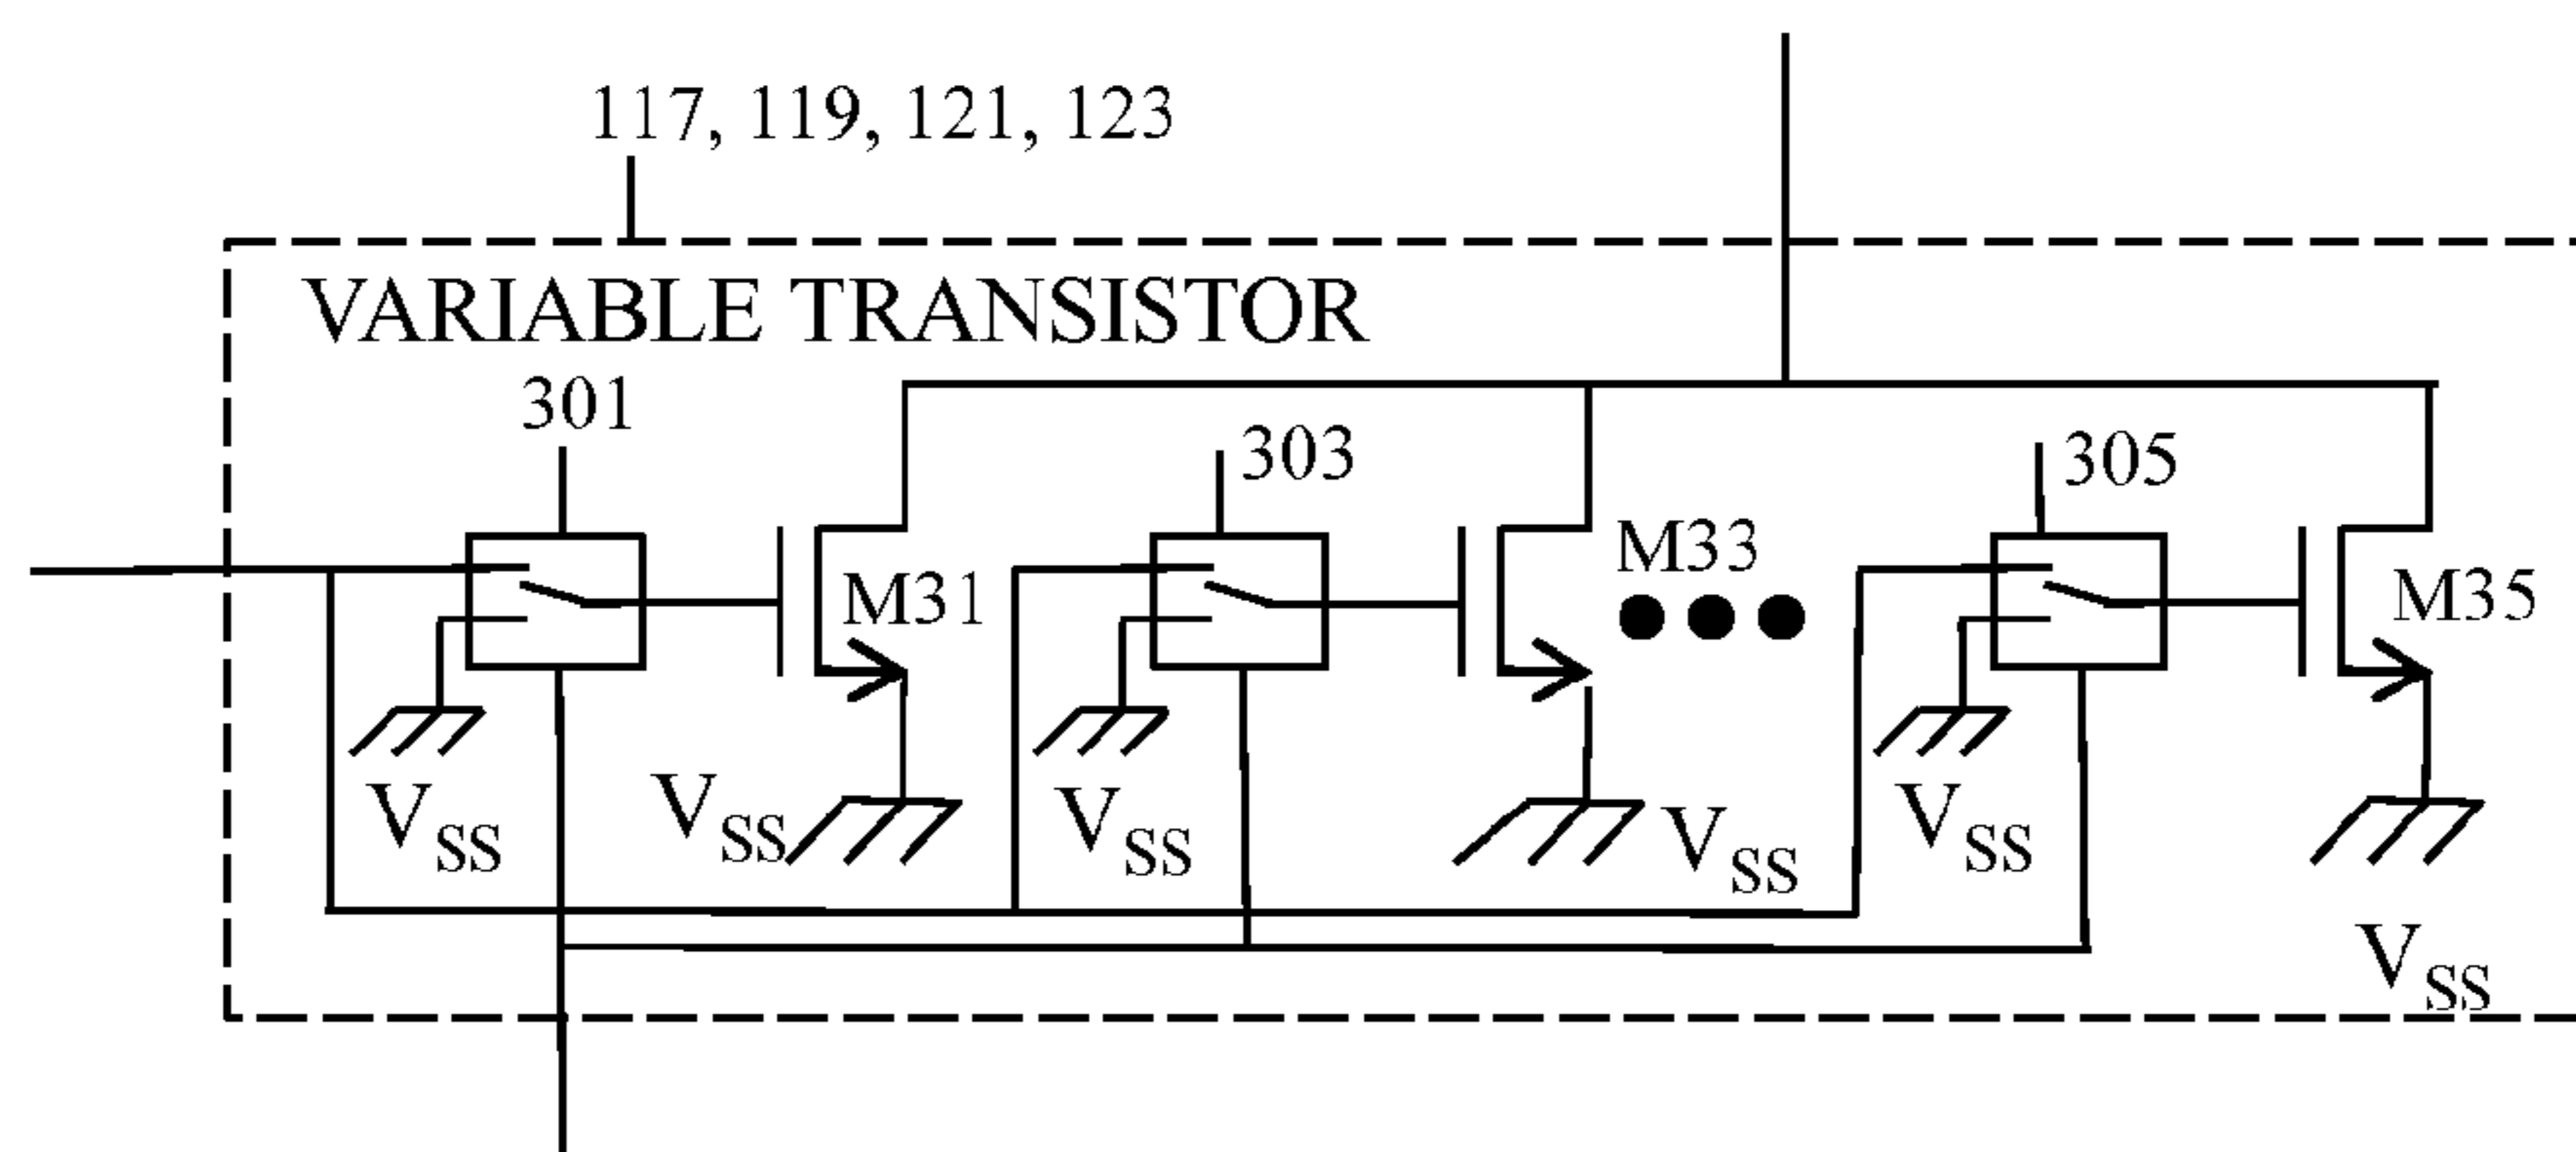 117, 119, 121, 123
VARIABLE TRANSISTOR
301
303
305
M31
M33
M35
VSS
VSS
VSS
VSS
VSS
VSS